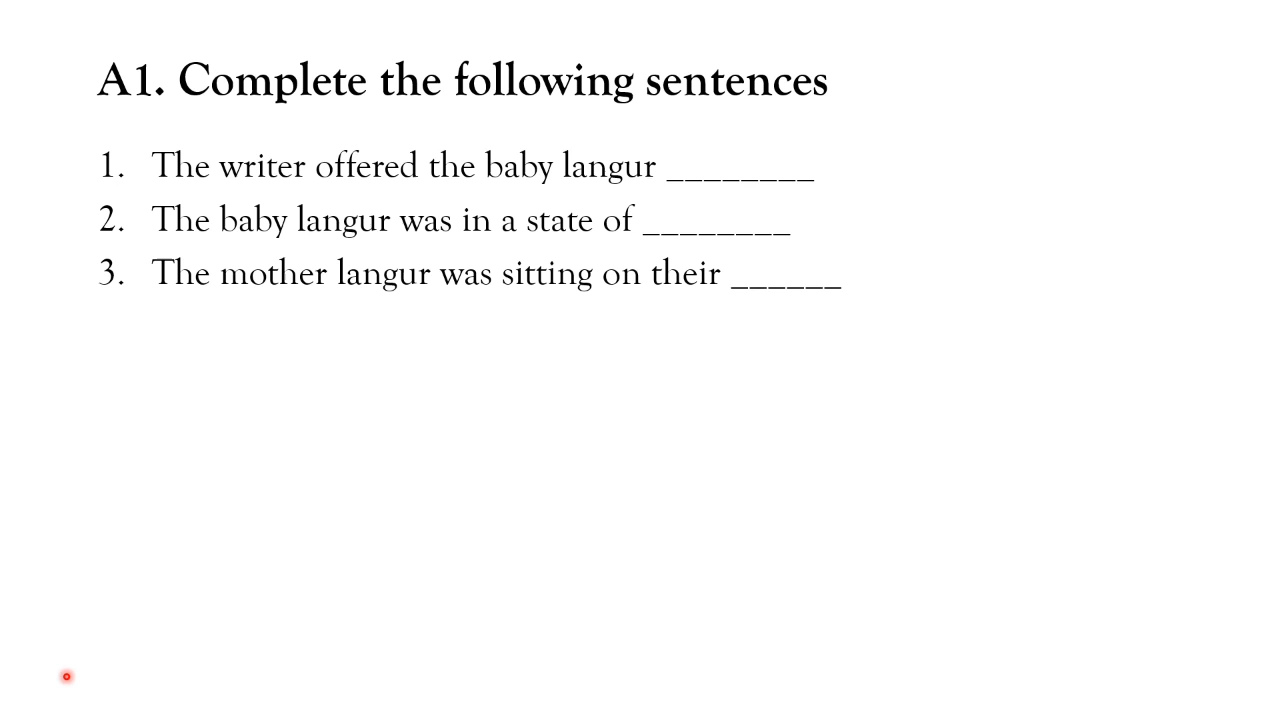 A1. Complete the following sentences
1. The writer offered the baby langur ________
2. The baby langur was in a state of ________
3. The mother langur was sitting on their ______